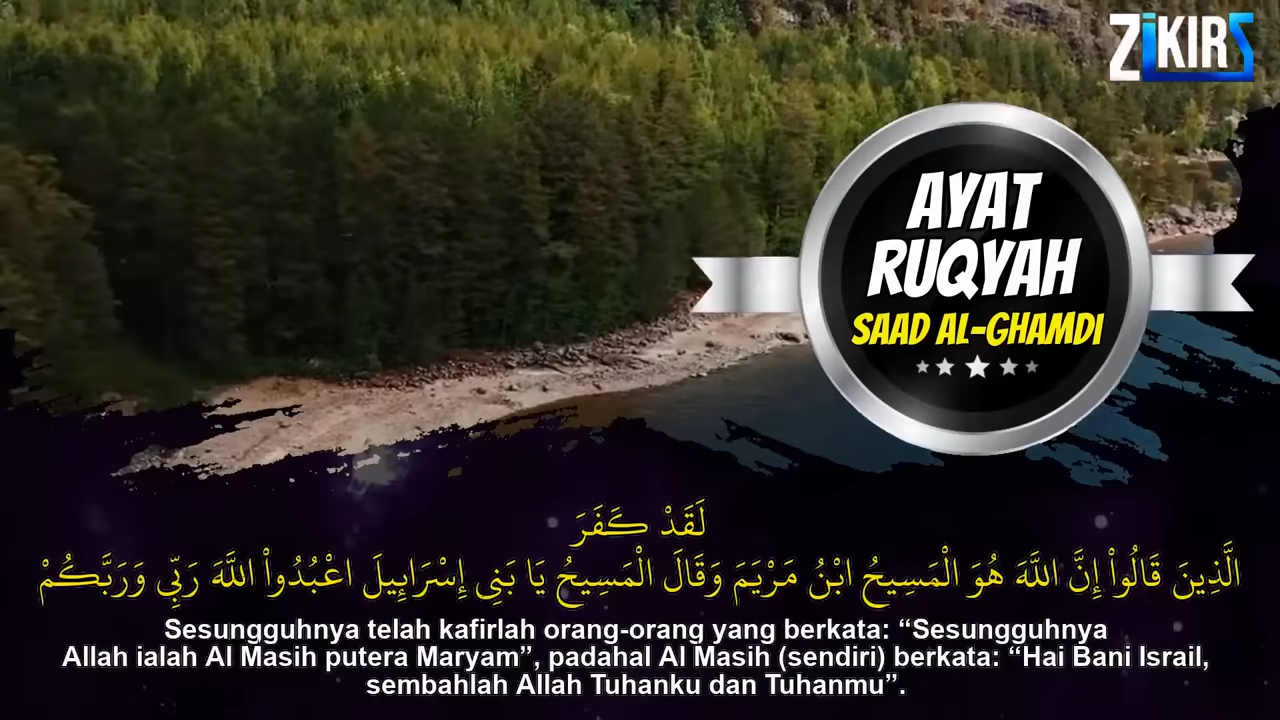 ZIKIRS
AYAT
RUQYAH
SAAD AL-GHAMDI
لَقَدْ كَفَرَ
الَّذِينَ قَالُواْ إِنَّ اللَّهَ هُوَ الْمَسِيحُ ابْنُ مَرْيَمَ وَقَالَ الْمَسِيحُ يَا بَنِي إِسْرَايِيلَ اعْبُدُواْ اللَّهَ رَبِّي وَرَبَّكُمْ
Sesungguhnya telah kafirlah orang-orang yang berkata: “Sesungguhnya
Allah ialah Al Masih putera Maryam”, padahal Al Masih (sendiri) berkata: “Hai Bani Israil,
sembahlah Allah Tuhanku dan Tuhanmu”.